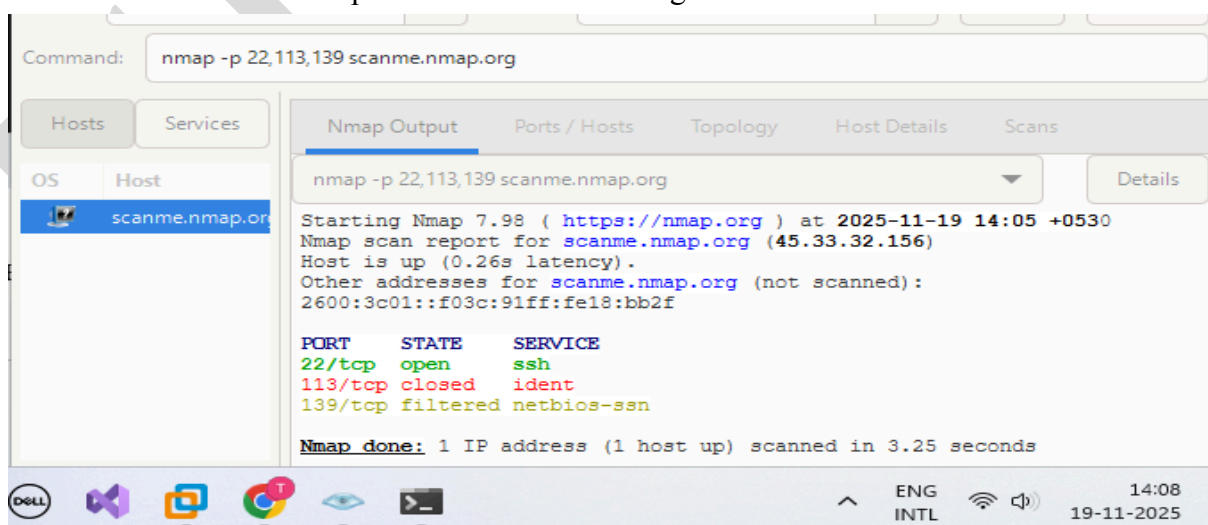 Command: nmap -p 22,113,139 scanme.nmap.org
Hosts Services Nmap Output Ports / Hosts Topology Host Details Scans
OS Host nmap -p 22,113,139 scanme.nmap.org Details
scanme.nmap.or
Starting Nmap 7.98 ( https://nmap.org ) at 2025-11-19 14:05 +0530
Nmap scan report for scanme.nmap.org (45.33.32.156)
Host is up (0.26s latency).
Other addresses for scanme.nmap.org (not scanned):
2600:3c01::f03c:91ff:fe18:bb2f
PORT STATE SERVICE
22/tcp open ssh
113/tcp closed ident
139/tcp filtered netbios-ssn
Nmap done: 1 IP address (1 host up) scanned in 3.25 seconds
DELL T ENG 14:08
INTL 19-11-2025